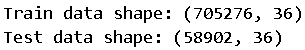 Train data shape: (705276, 36)
Test data shape: (58902, 36)